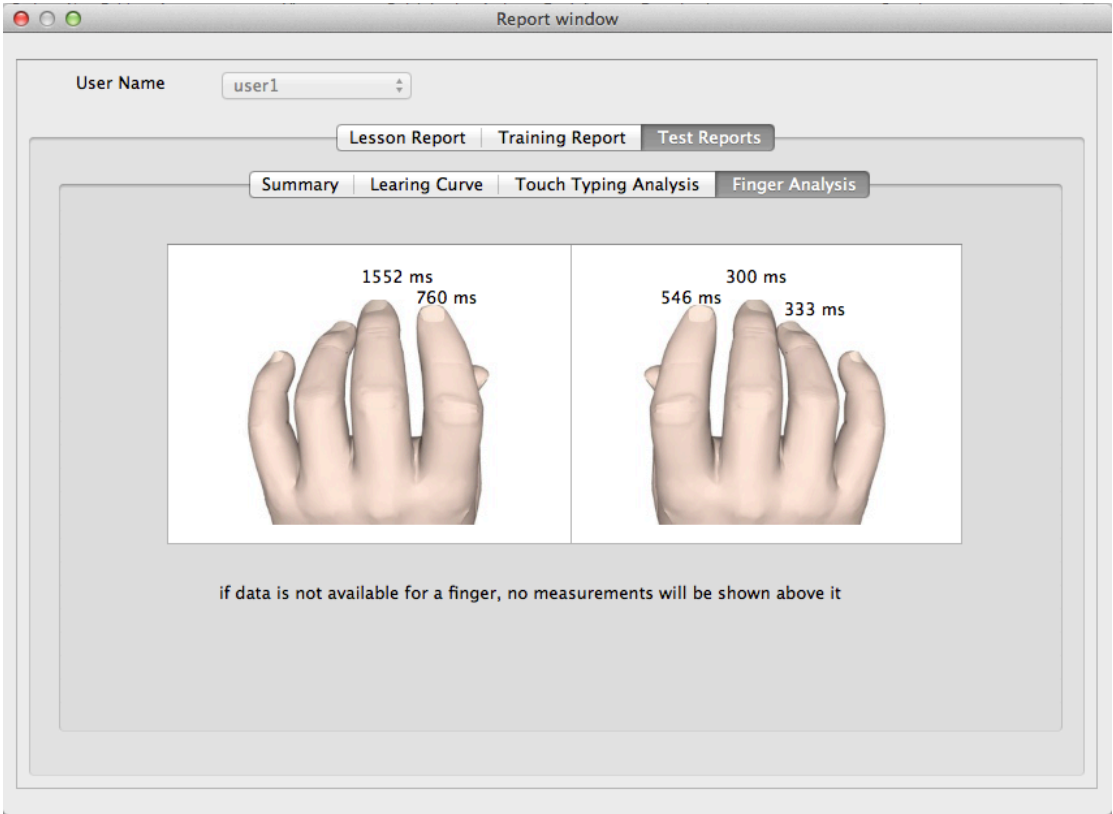 Report window
User Name
user1
Lesson Report
Training Report
Test Reports
Summary
Learing Curve
Touch Typing Analysis
Finger Analysis
1552 ms
760 ms
546 ms
300 ms
333 ms
if data is not available for a finger, no measurements will be shown above it